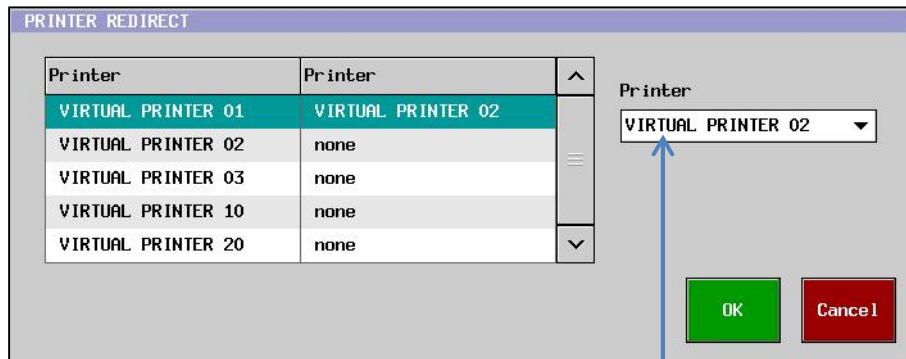 PRINTER REDIRECT
Printer Printer
VIRTUAL PRINTER 01 VIRTUAL PRINTER 02
VIRTUAL PRINTER 02 none
VIRTUAL PRINTER 03 none
VIRTUAL PRINTER 10 none
VIRTUAL PRINTER 20 none
Printer
VIRTUAL PRINTER 02
OK Cancel